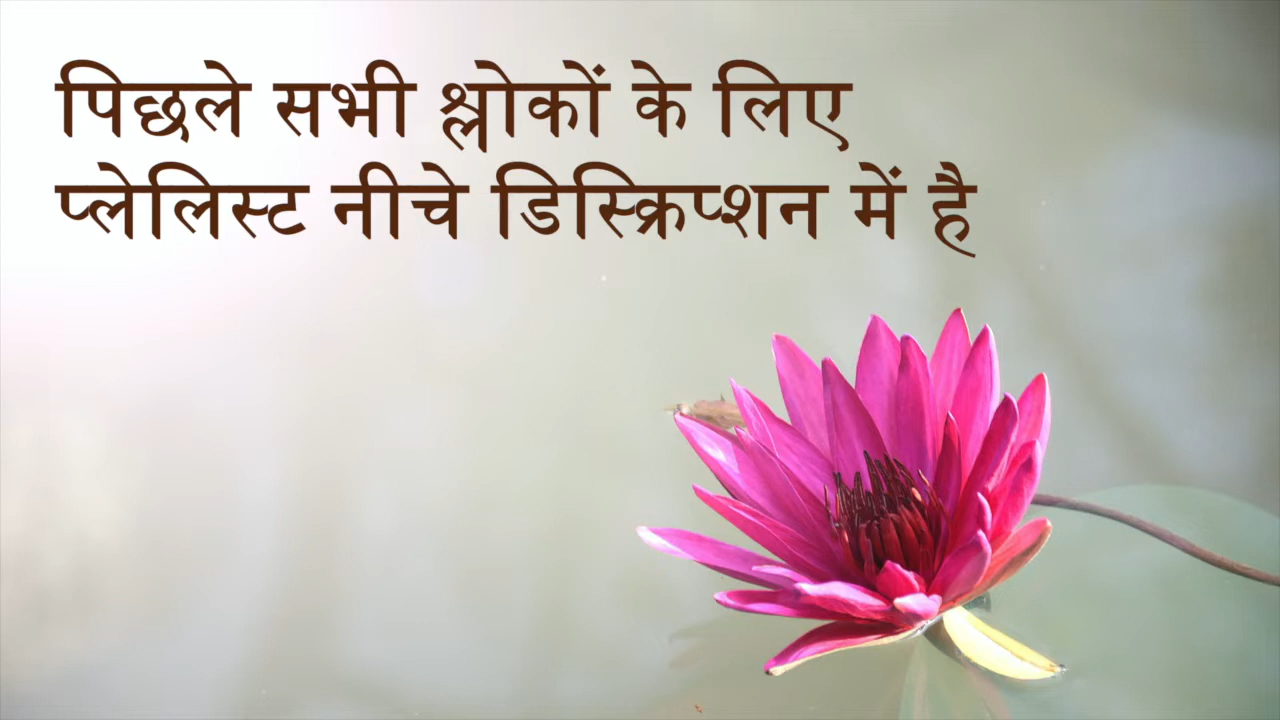 पिछले सभी श्लोकों के लिए
प्लेलिस्ट नीचे डिस्क्रिप्शन में है